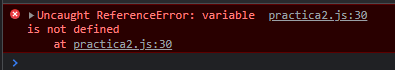 Uncaught ReferenceError: variable practica2.js:30
is not defined
at practica2.js:30